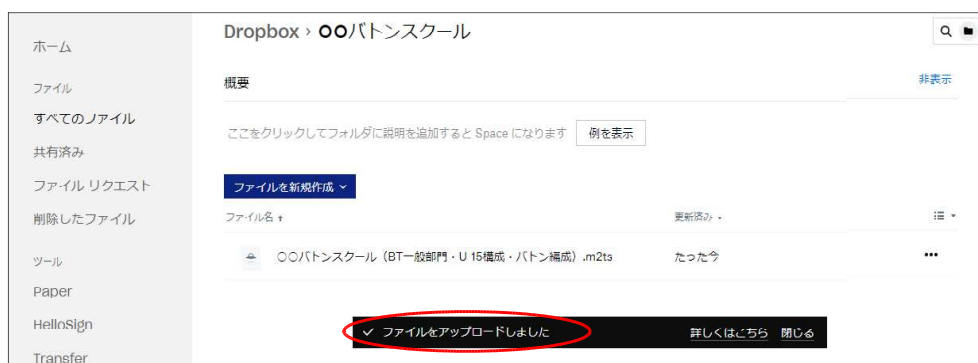 ホーム
ファイル
すべてのファイル
共有済み
ファイル リクエスト
削除したファイル
ツール
Paper
HelloSign
Transfer
Dropbox › 〇〇バトンスクール
概要
非表示
ここをクリックしてフォルダに説明を追加すると Space になります 例を表示
ファイルを新規作成
ファイル名 ↑ 更新済み
〇〇バトンスクール（BT一般部門・U 15構成・バトン編成）.m2ts たった今 •••
✓ ファイルをアップロードしました 詳しくはこちら 閉じる